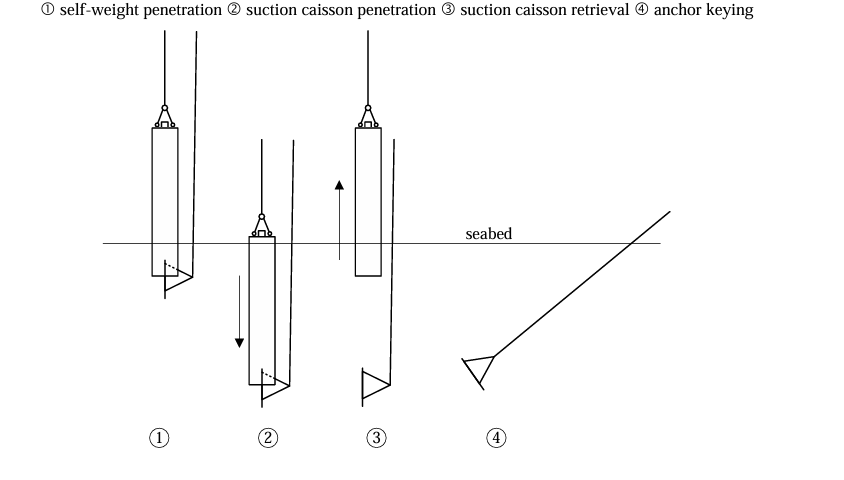 ① self-weight penetration ② suction caisson penetration ③ suction caisson retrieval ④ anchor keying
seabed
① ② ③ ④